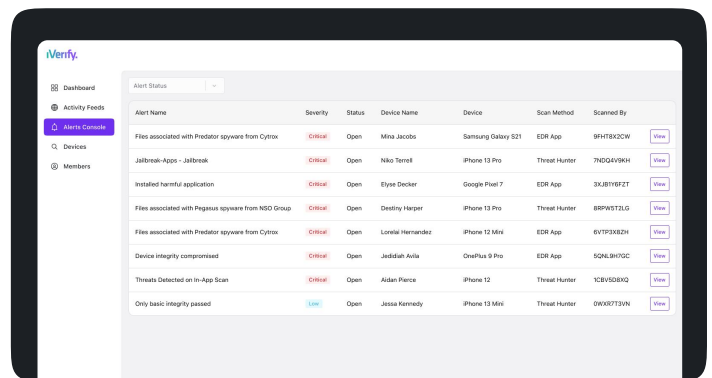 iVerify.
Dashboard
Activity Feeds
Alerts Console
Devices
Members
Alert Status
Alert Name Severity Status Device Name Device Scan Method Scanned By
Files associated with Predator spyware from Cytrox Critical Open Mina Jacobs Samsung Galaxy S21 EDR App 9FHT8X2CW View
Jailbreak-Apps - Jailbreak Critical Open Niko Terrell iPhone 13 Pro Threat Hunter 7NDQ4V9KH View
Installed harmful application Critical Open Elyse Decker Google Pixel 7 EDR App 3XJB1Y6FZT View
Files associated with Pegasus spyware from NSO Group Critical Open Destiny Harper iPhone 13 Pro Threat Hunter 8RPW5T2LG View
Files associated with Predator spyware from Cytrox Critical Open Lorelai Hernandez iPhone 12 Mini EDR App 6VTP3X8ZH View
Device integrity compromised Critical Open Jedidiah Avila OnePlus 9 Pro EDR App 5QNL9H7GC View
Threats Detected on In-App Scan Critical Open Aidan Pierce iPhone 12 Threat Hunter 1CBV5D8XQ View
Only basic integrity passed Low Open Jessa Kennedy iPhone 13 Mini Threat Hunter 0WXR7T3VN View